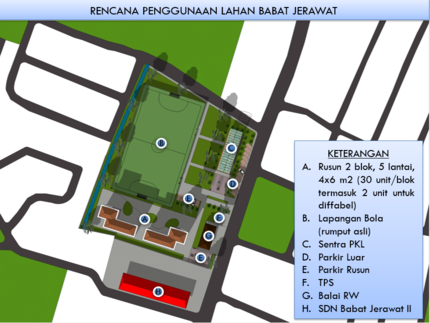 RENCANA PENGGUNAAN LAHAN BABAT JERAWAT
KETERANGAN
A. Rusun 2 blok, 5 lantai,
4x6 m2 (30 unit/blok
termasuk 2 unit untuk
diffabel)
B. Lapangan Bola
(rumput asli)
C. Sentra PKL
D. Parkir Luar
E. Parkir Rusun
F. TPS
G. Balai RW
H. SDN Babat Jerawat II